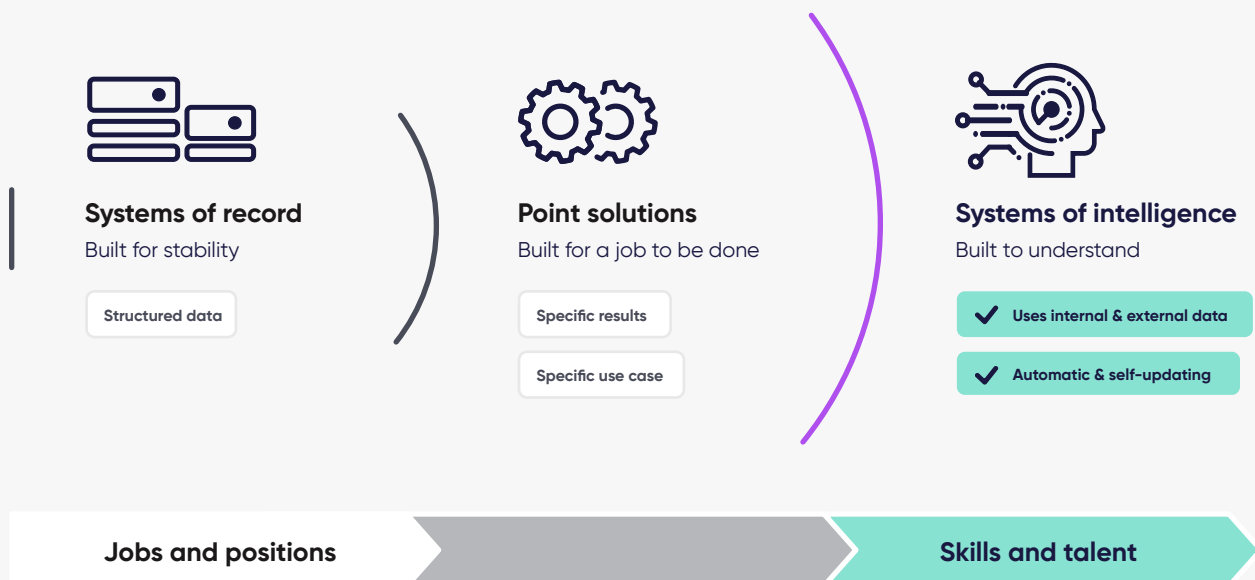 Systems of record
Built for stability
Structured data
Point solutions
Built for a job to be done
Specific results
Specific use case
Systems of intelligence
Built to understand
Uses internal & external data
Automatic & self-updating
Jobs and positions
Skills and talent